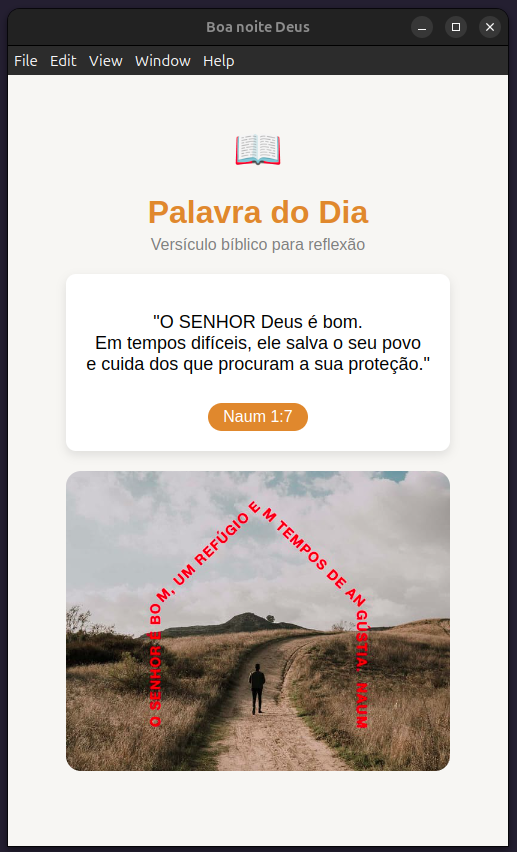 Boa noite Deus
File Edit View Window Help
Palavra do Dia
Versículo bíblico para reflexão
"O SENHOR Deus é bom.
Em tempos difíceis, ele salva o seu povo
e cuida dos que procuram a sua proteção."
Naum 1:7
O SENHOR É BOM, UM REFÚGIO E M TEMPOS DE AN GÚSTIA. NAUM